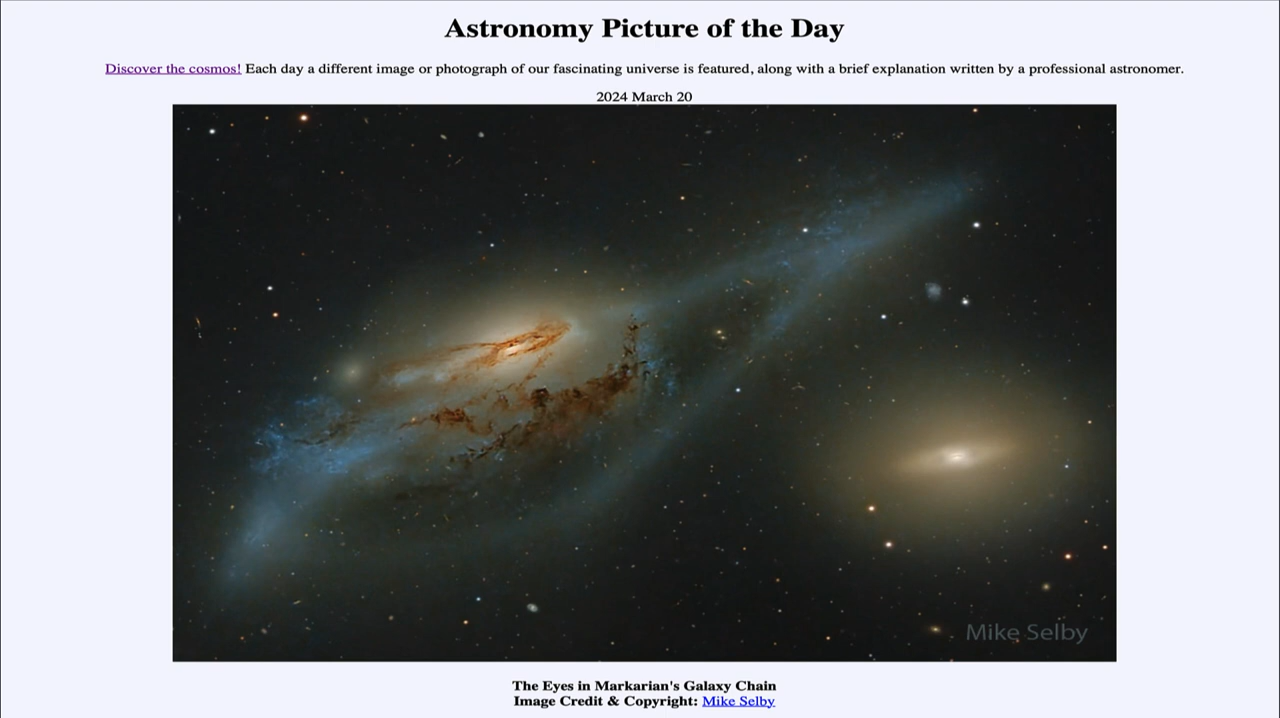 Astronomy Picture of the Day
Discover the cosmos! Each day a different image or photograph of our fascinating universe is featured, along with a brief explanation written by a professional astronomer.
2024 March 20
Mike Selby
The Eyes in Markarian's Galaxy Chain
Image Credit & Copyright: Mike Selby